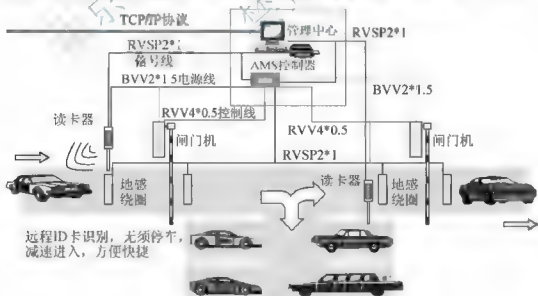 TCP/IP协议
管理中心
RVSP2*1
RVSP2*1
信号线
AMS控制器
BVV2*1.5电源线
BVV2*1.5
RVV4*0.5控制线
读卡器
RVV4*0.5
闸门机
闸门机
RVSP2*1
读卡器
地感
绕圈
地感
绕圈
远程ID卡识别，无须停车，
减速进入，方便快捷